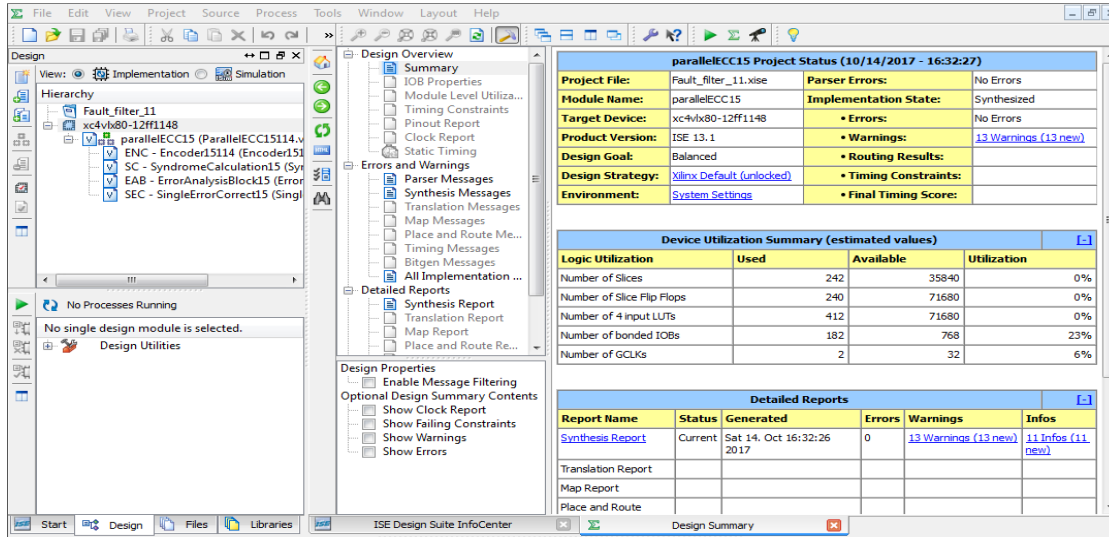 File Edit View Project Source Process Tools Window Layout Help
Design
View: Implementation Simulation
Hierarchy
Fault_filter_11
xc4vlx80-12ff1148
parallelECC15 (ParallelECC15114.v
ENC - Encoder15114 (Encoder151
SC - SyndromeCalculation15 (Syr
EAB - ErrorAnalysisBlock15 (Error
SEC - SingleErrorCorrect15 (Singl
No Processes Running
No single design module is selected.
Design Utilities
Start Design Files Libraries
Design Overview
Summary
IOB Properties
Module Level Utiliza...
Timing Constraints
Pinout Report
Clock Report
Static Timing
Errors and Warnings
Parser Messages
Synthesis Messages
Translation Messages
Map Messages
Place and Route Me...
Timing Messages
Bitgen Messages
All Implementation ...
Detailed Reports
Synthesis Report
Translation Report
Map Report
Place and Route Re...
Design Properties
Enable Message Filtering
Optional Design Summary Contents
Show Clock Report
Show Failing Constraints
Show Warnings
Show Errors
parallelECC15 Project Status (10/14/2017 - 16:32:27)
Project File: Fault_filter_11.xise Parser Errors: No Errors
Module Name: parallelECC15 Implementation State: Synthesized
Target Device: xc4vlx80-12ff1148 • Errors: No Errors
Product Version: ISE 13.1 • Warnings: 13 Warnings (13 new)
Design Goal: Balanced • Routing Results:
Design Strategy: Xilinx Default (unlocked) • Timing Constraints:
Environment: System Settings • Final Timing Score:
Device Utilization Summary (estimated values) [-]
Logic Utilization Used Available Utilization
Number of Slices 242 35840 0%
Number of Slice Flip Flops 240 71680 0%
Number of 4 input LUTs 412 71680 0%
Number of bonded IOBs 182 768 23%
Number of GCLKs 2 32 6%
Detailed Reports [-]
Report Name Status Generated Errors Warnings Infos
Synthesis Report Current Sat 14. Oct 16:32:26 2017 0 13 Warnings (13 new) 11 Infos (11 new)
Translation Report
Map Report
Place and Route
ISE Design Suite InfoCenter Design Summary